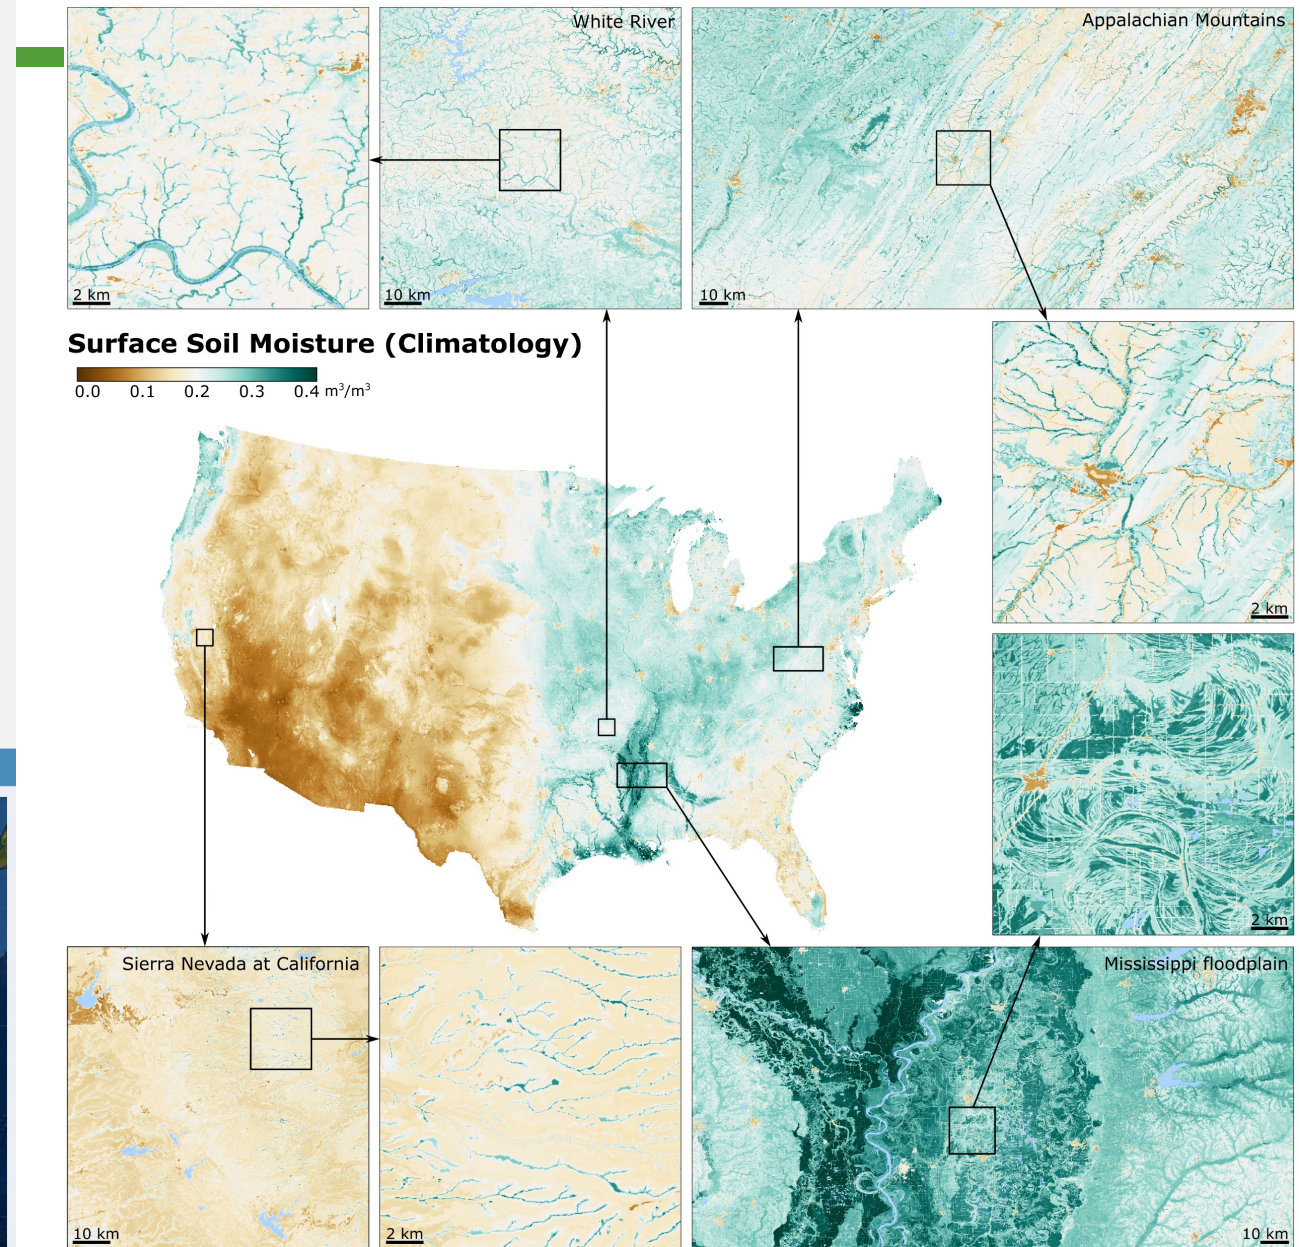 White River
Appalachian Mountains
2 km
10 km
10 km
Surface Soil Moisture (Climatology)
0.0 0.1 0.2 0.3 0.4 m³/m³
2 km
2 km
Sierra Nevada at California
Mississippi floodplain
10 km
2 km
10 km